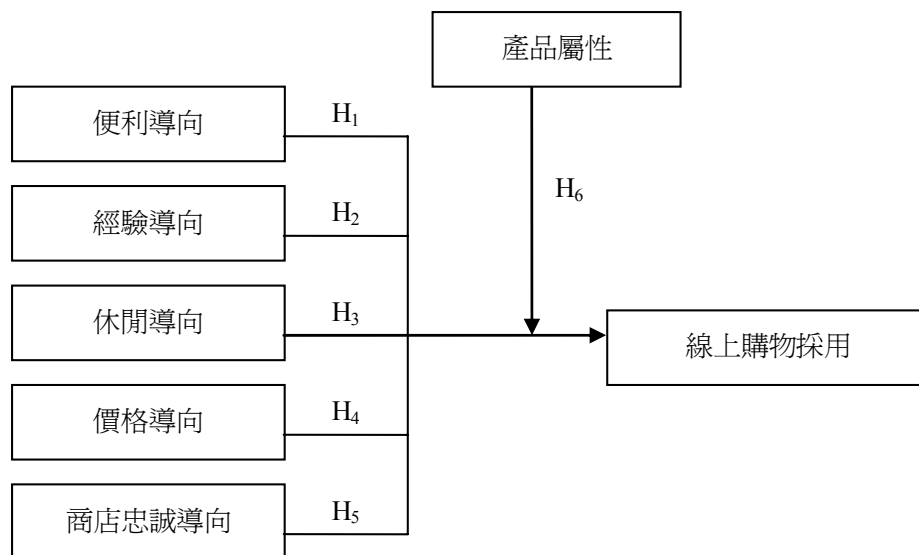 產品屬性
便利導向
H₁
經驗導向
H₂
H₆
休閒導向
H₃
線上購物採用
價格導向
H₄
商店忠誠導向
H₅